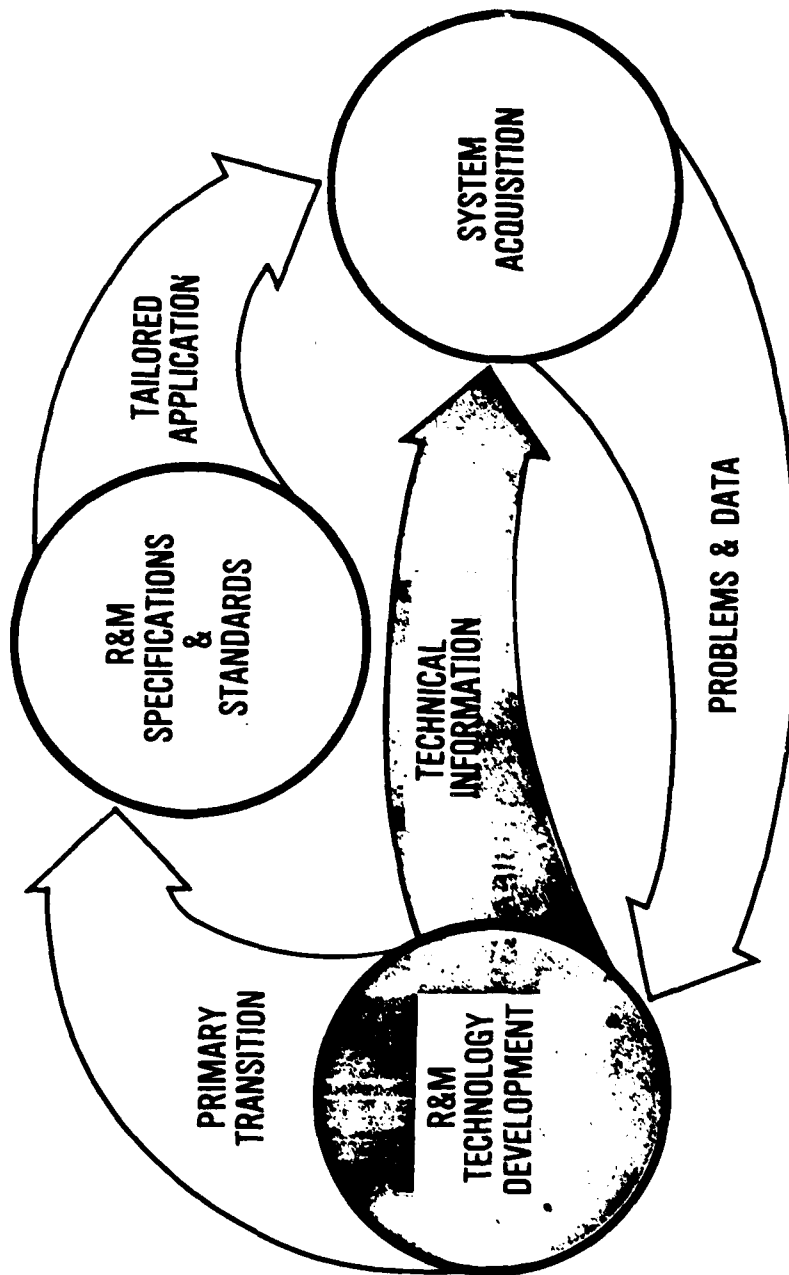 PRIMARY
TRANSITION
R&M
SPECIFICATIONS
&
STANDARDS
TAILORED
APPLICATION
R&M
TECHNOLOGY
DEVELOPMENT
TECHNICAL
INFORMATION
SYSTEM
ACQUISITION
PROBLEMS & DATA